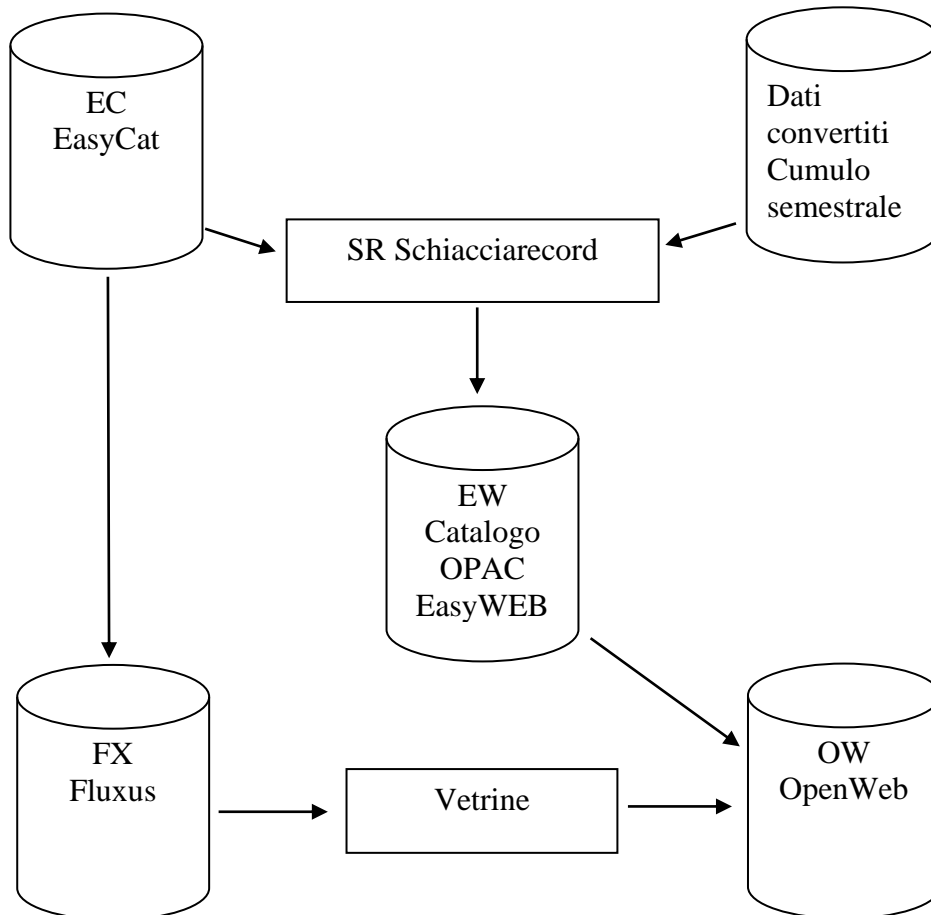 EC
EasyCat
Dati
convertiti
Cumulo
semestrale
SR Schiacciarecord
EW
Catalogo
OPAC
EasyWEB
FX
Fluxus
Vetrine
OW
OpenWeb